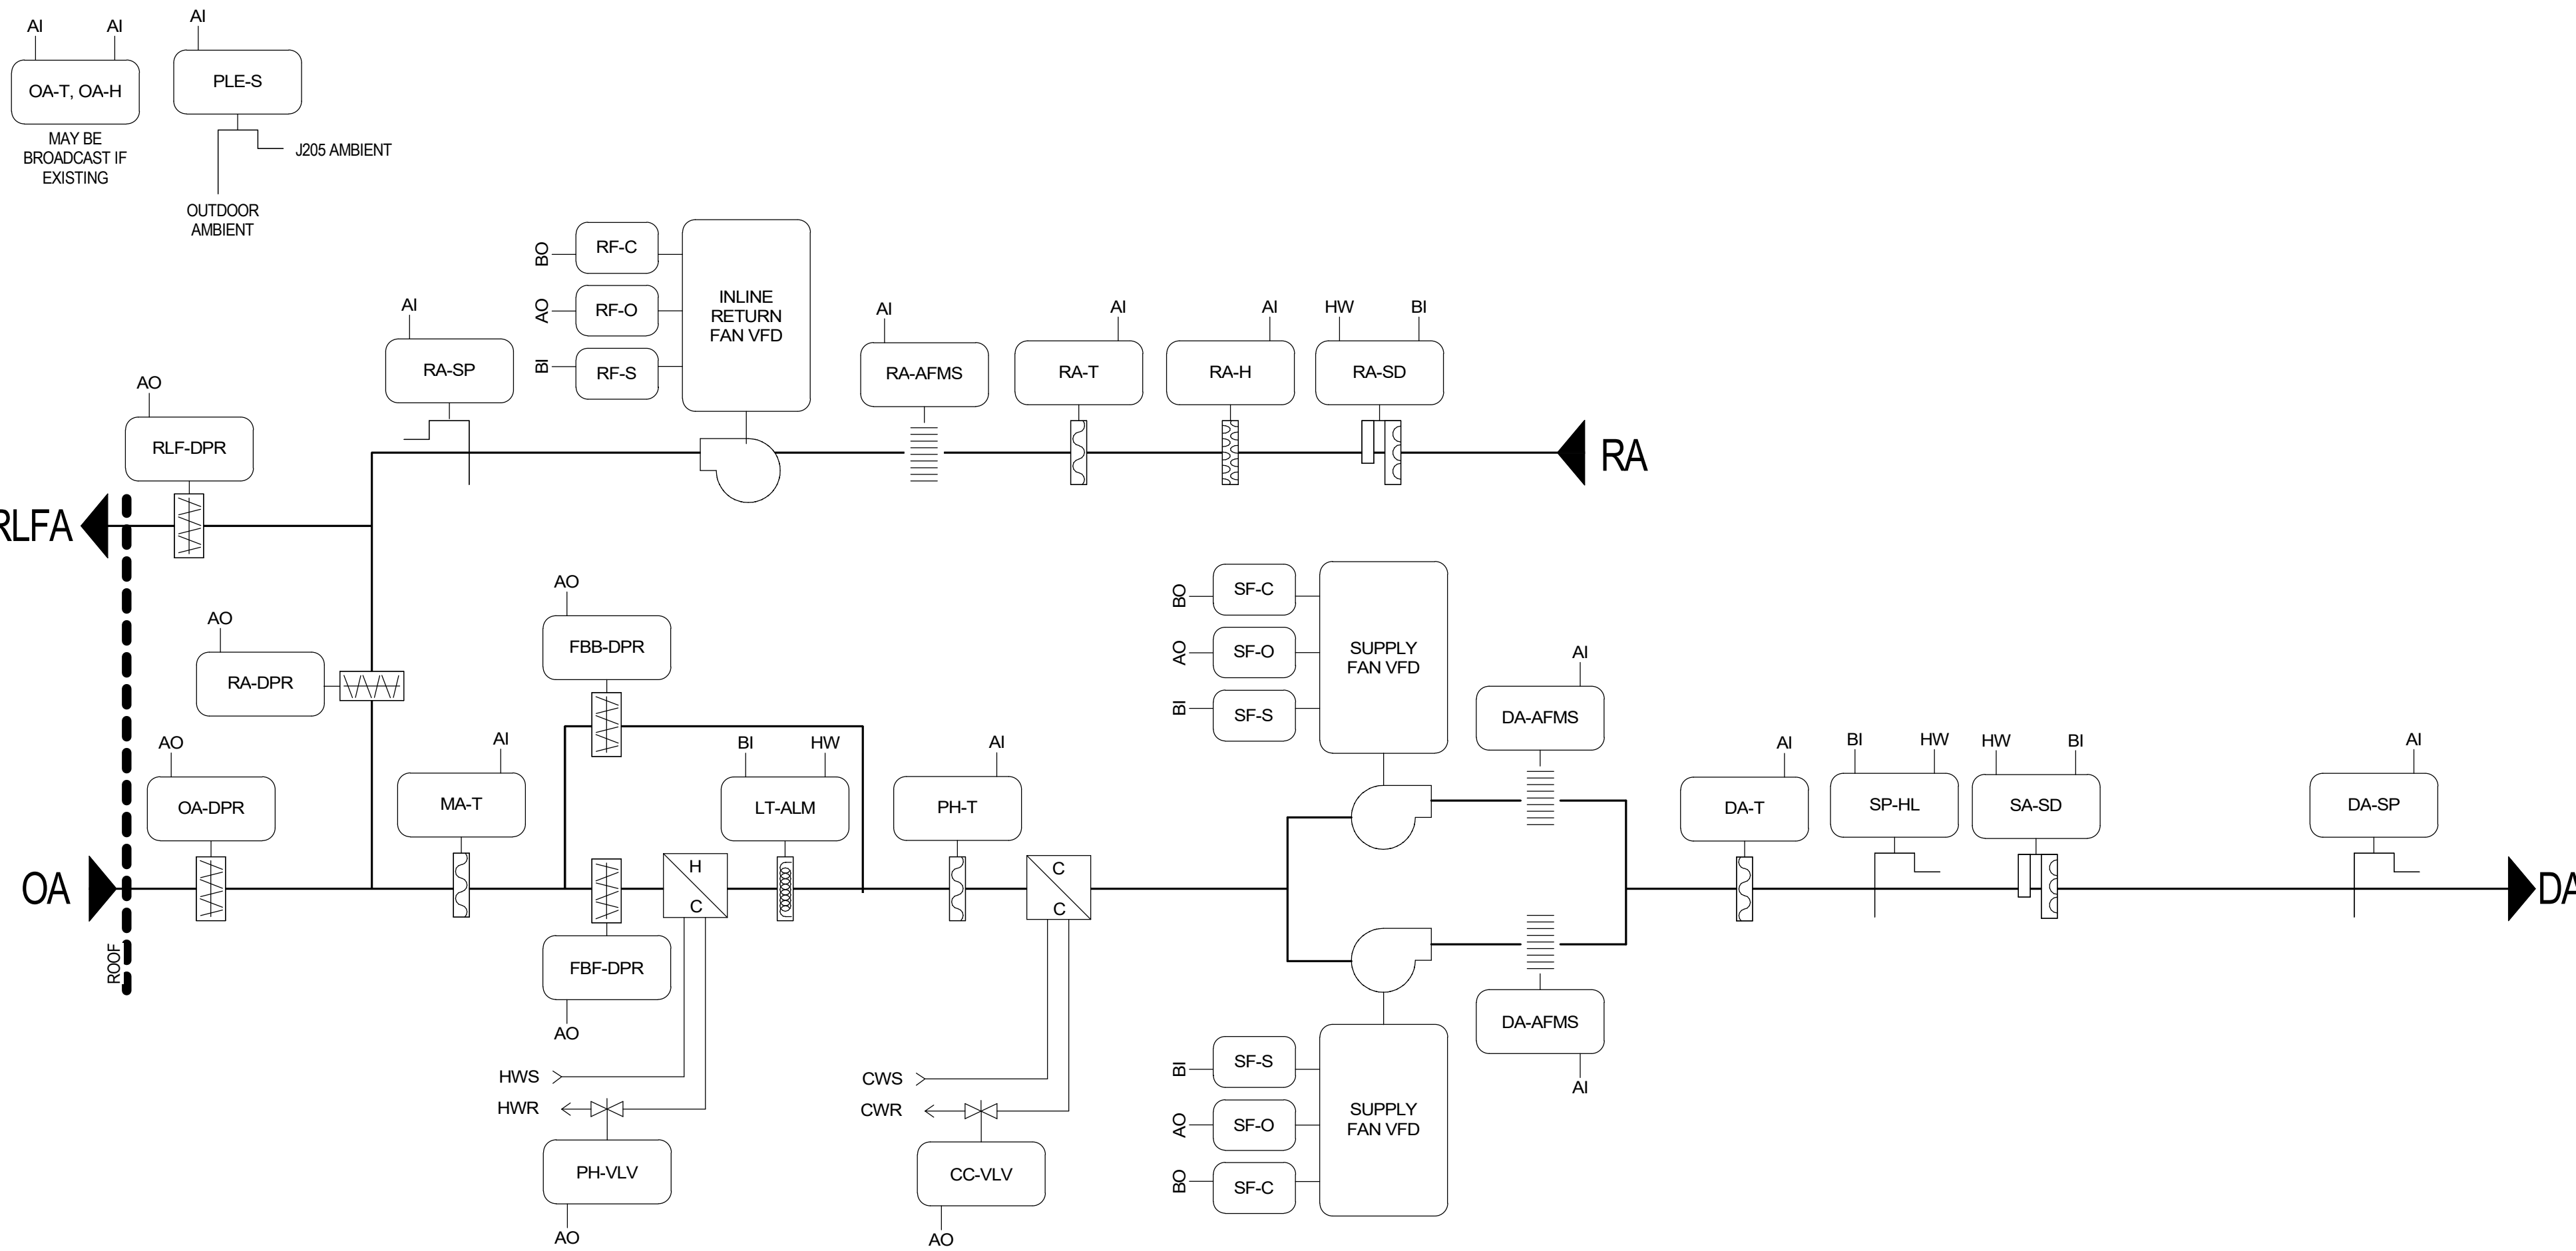 AI AI
OA-T, OA-H
MAY BE
BROADCAST IF
EXISTING
AI
PLE-S
J205 AMBIENT
OUTDOOR
AMBIENT
AO
RLF-DPR
RLFA
AI
RA-SP
BO
RF-C
AO
RF-O
BI
RF-S
INLINE
RETURN
FAN VFD
AI
RA-AFMS
AI
RA-T
AI
RA-H
HW BI
RA-SD
RA
AO
RA-DPR
AO
OA-DPR
OA
ROOF
AI
MA-T
AO
FBB-DPR
FBF-DPR
AO
H
C
BI HW
LT-ALM
AI
PH-T
C
C
HWS
HWR
PH-VLV
AO
CWS
CWR
CC-VLV
AO
BO
SF-C
AO
SF-O
BI
SF-S
SUPPLY
FAN VFD
AI
DA-AFMS
DA-AFMS
AI
BI
SF-S
AO
SF-O
BO
SF-C
SUPPLY
FAN VFD
AI
DA-T
BI HW
SP-HL
HW BI
SA-SD
AI
DA-SP
DA